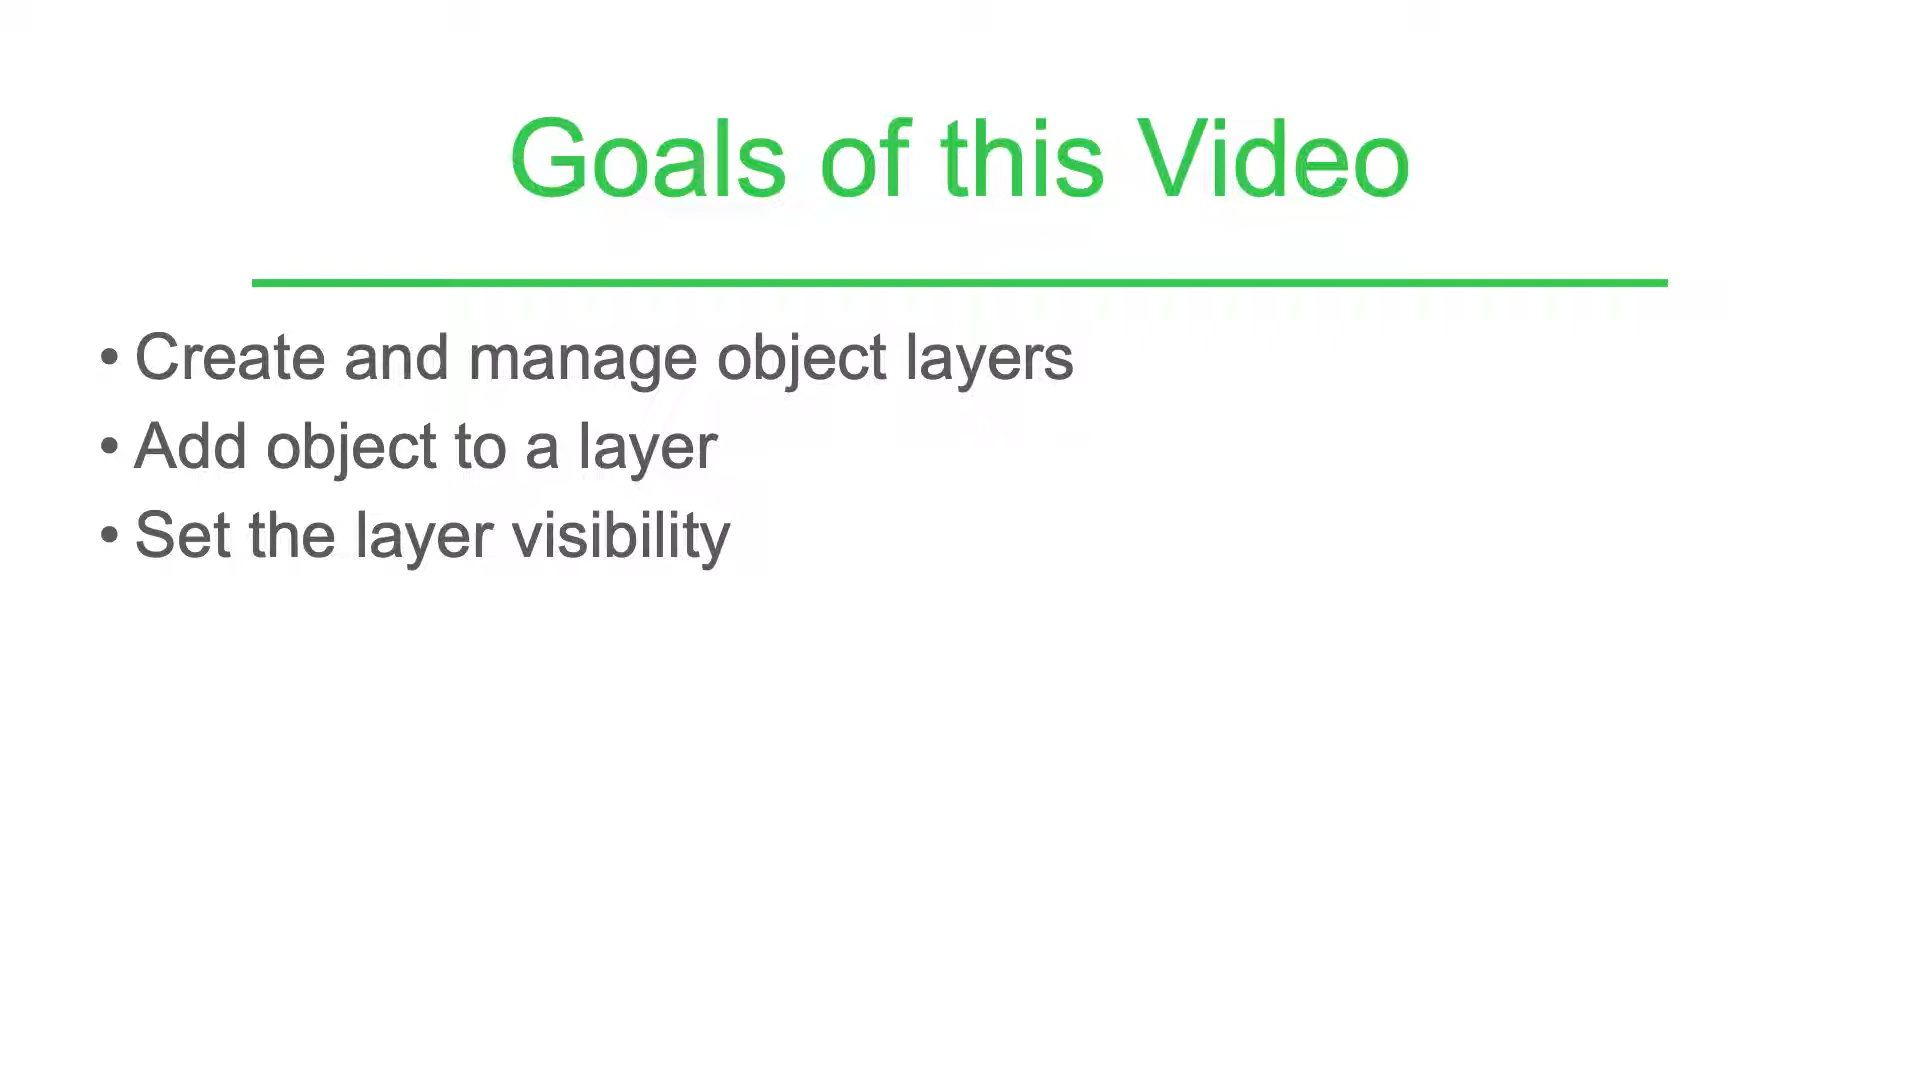 Goals of this Video
• Create and manage object layers
• Add object to a layer
• Set the layer visibility